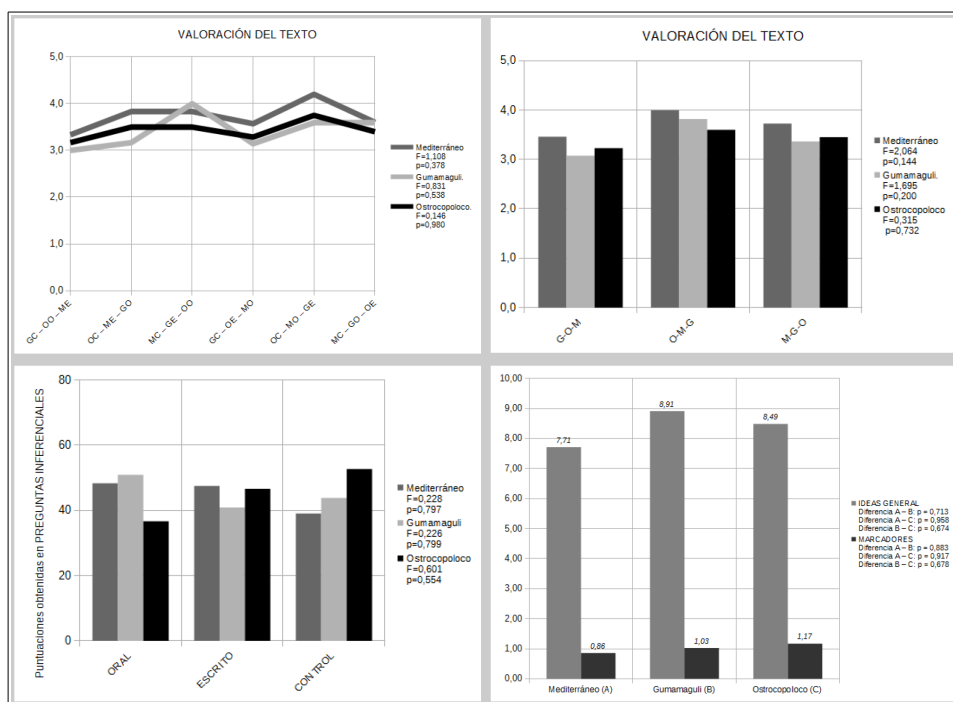 VALORACIÓN DEL TEXTO
5,0
4,0
3,0
2,0
1,0
0,0
GC – OO – ME
OC – ME – GO
MC – GE – OO
GC – OE – MO
OC – MO – GE
MC – GO – OE
Mediterráneo
F=1,108
p=0,378
Gumamaguli.
F=0,831
p=0,538
Ostrocopoloco.
F=0,146
p=0,980
VALORACIÓN DEL TEXTO
5,0
4,0
3,0
2,0
1,0
0,0
G-O-M
O-M-G
M-G-O
Mediterráneo
F=2,064
p=0,144
Gumamaguli.
F=1,695
p=0,200
Ostrocopoloco
F=0,315
p=0,732
Puntuaciones obtenidas en PREGUNTAS INFERENCIALES
80
60
40
20
0
ORAL
ESCRITO
CONTROL
Mediterráneo
F=0,228
p=0,797
Gumamaguli
F=0,226
p=0,799
Ostrocopoloco
F=0,601
p=0,554
10,00
9,00
8,00
7,00
6,00
5,00
4,00
3,00
2,00
1,00
0,00
7,71
0,86
8,91
1,03
8,49
1,17
Mediterráneo (A)
Gumamaguli (B)
Ostrocopoloco (C)
IDEAS GENERAL
Diferencia A – B: p = 0,713
Diferencia A – C: p = 0,958
Diferencia B – C: p = 0,674
MARCADORES
Diferencia A – B: p = 0,883
Diferencia A – C: p = 0,917
Diferencia B – C: p = 0,678